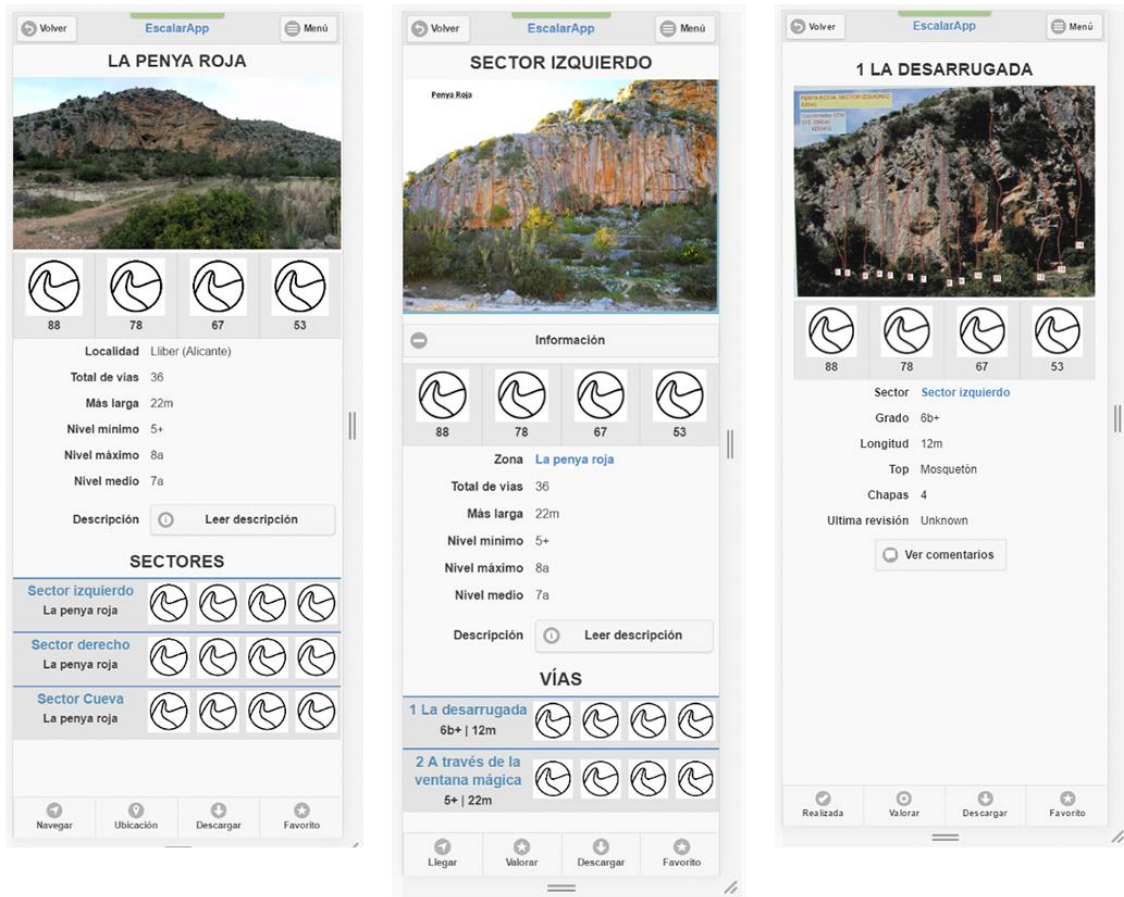 Volver EscalarApp Menú
LA PENYA ROJA
88 78 67 53
Localidad Lliber (Alicante)
Total de vias 36
Más larga 22m
Nivel mínimo 5+
Nivel máximo 8a
Nivel medio 7a
Descripción Leer descripción
SECTORES
Sector izquierdo
La penya roja
Sector derecho
La penya roja
Sector Cueva
La penya roja
Navegar Ubicación Descargar Favorito
Volver EscalarApp Menú
SECTOR IZQUIERDO
Penya Roja
Información
88 78 67 53
Zona La penya roja
Total de vias 36
Más larga 22m
Nivel mínimo 5+
Nivel máximo 8a
Nivel medio 7a
Descripción Leer descripción
VÍAS
1 La desarrugada
6b+ | 12m
2 A través de la
ventana mágica
5+ | 22m
Llegar Valorar Descargar Favorito
Volver EscalarApp Menú
1 LA DESARRUGADA
PENYA ROJA: SECTOR IZQUIERDO
88 78 67 53
Sector Sector izquierdo
Grado 6b+
Longitud 12m
Top Mosquetón
Chapas 4
Ultima revisión Unknown
Ver comentarios
Realizada Valorar Descargar Favorito